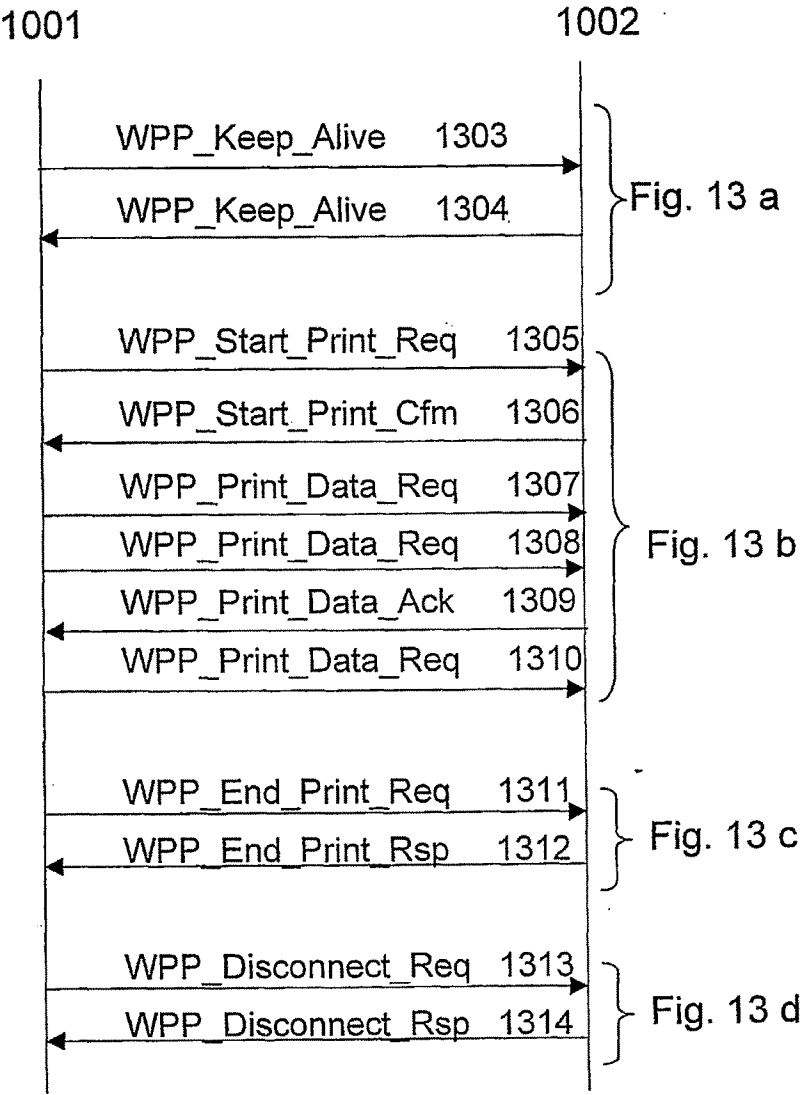 1001 1002
WPP_Keep_Alive 1303
WPP_Keep_Alive 1304
Fig. 13 a
WPP_Start_Print_Req 1305
WPP_Start_Print_Cfm 1306
WPP_Print_Data_Req 1307
WPP_Print_Data_Req 1308
Fig. 13 b
WPP_Print_Data_Ack 1309
WPP_Print_Data_Req 1310
WPP_End_Print_Req 1311
Fig. 13 c
WPP_End_Print_Rsp 1312
WPP_Disconnect_Req 1313
Fig. 13 d
WPP_Disconnect_Rsp 1314